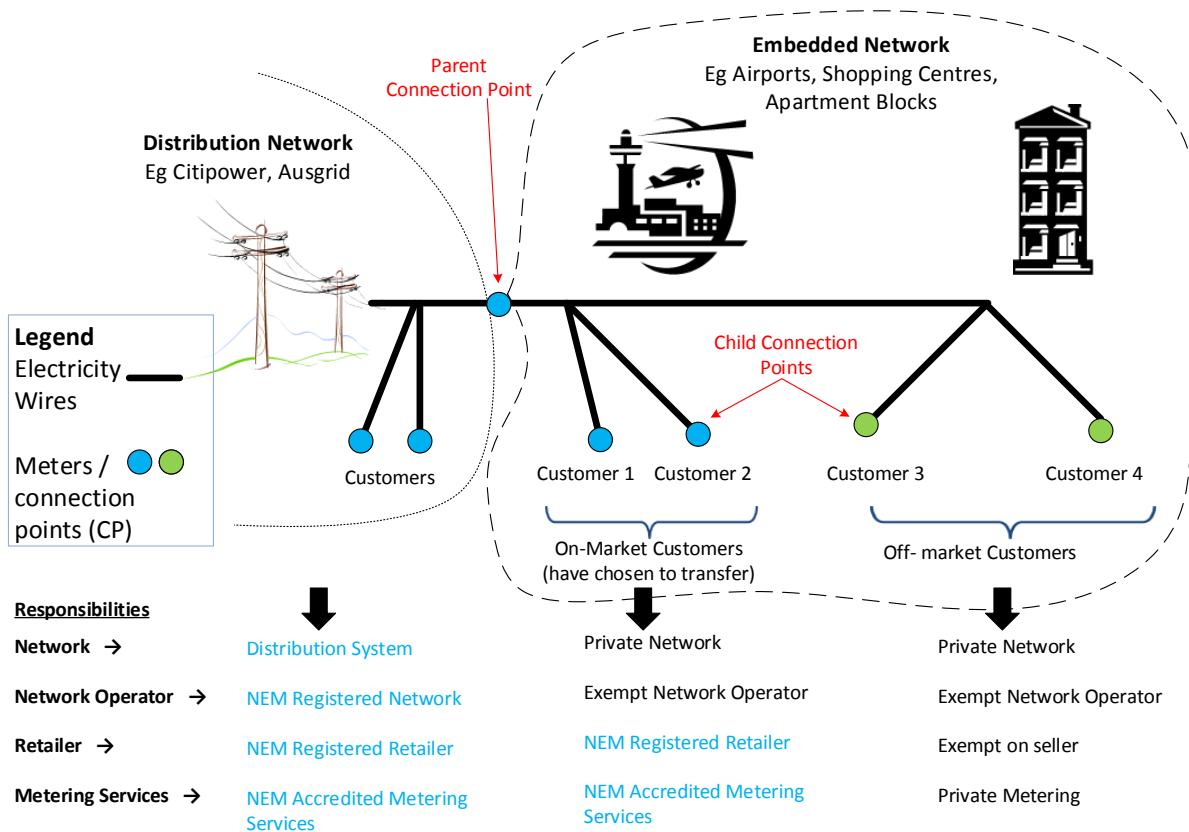 Parent
Connection Point
Embedded Network
Eg Airports, Shopping Centres,
Apartment Blocks
Distribution Network
Eg Citipower, Ausgrid
Legend
Electricity
Wires
Meters /
connection
points (CP)
Child Connection
Points
Customers
Customer 1
Customer 2
Customer 3
Customer 4
On-Market Customers
(have chosen to transfer)
Off- market Customers
Responsibilities
Network →
Distribution System
Private Network
Private Network
Network Operator →
NEM Registered Network
Exempt Network Operator
Exempt Network Operator
Retailer →
NEM Registered Retailer
NEM Registered Retailer
Exempt on seller
Metering Services →
NEM Accredited Metering
Services
NEM Accredited Metering
Services
Private Metering